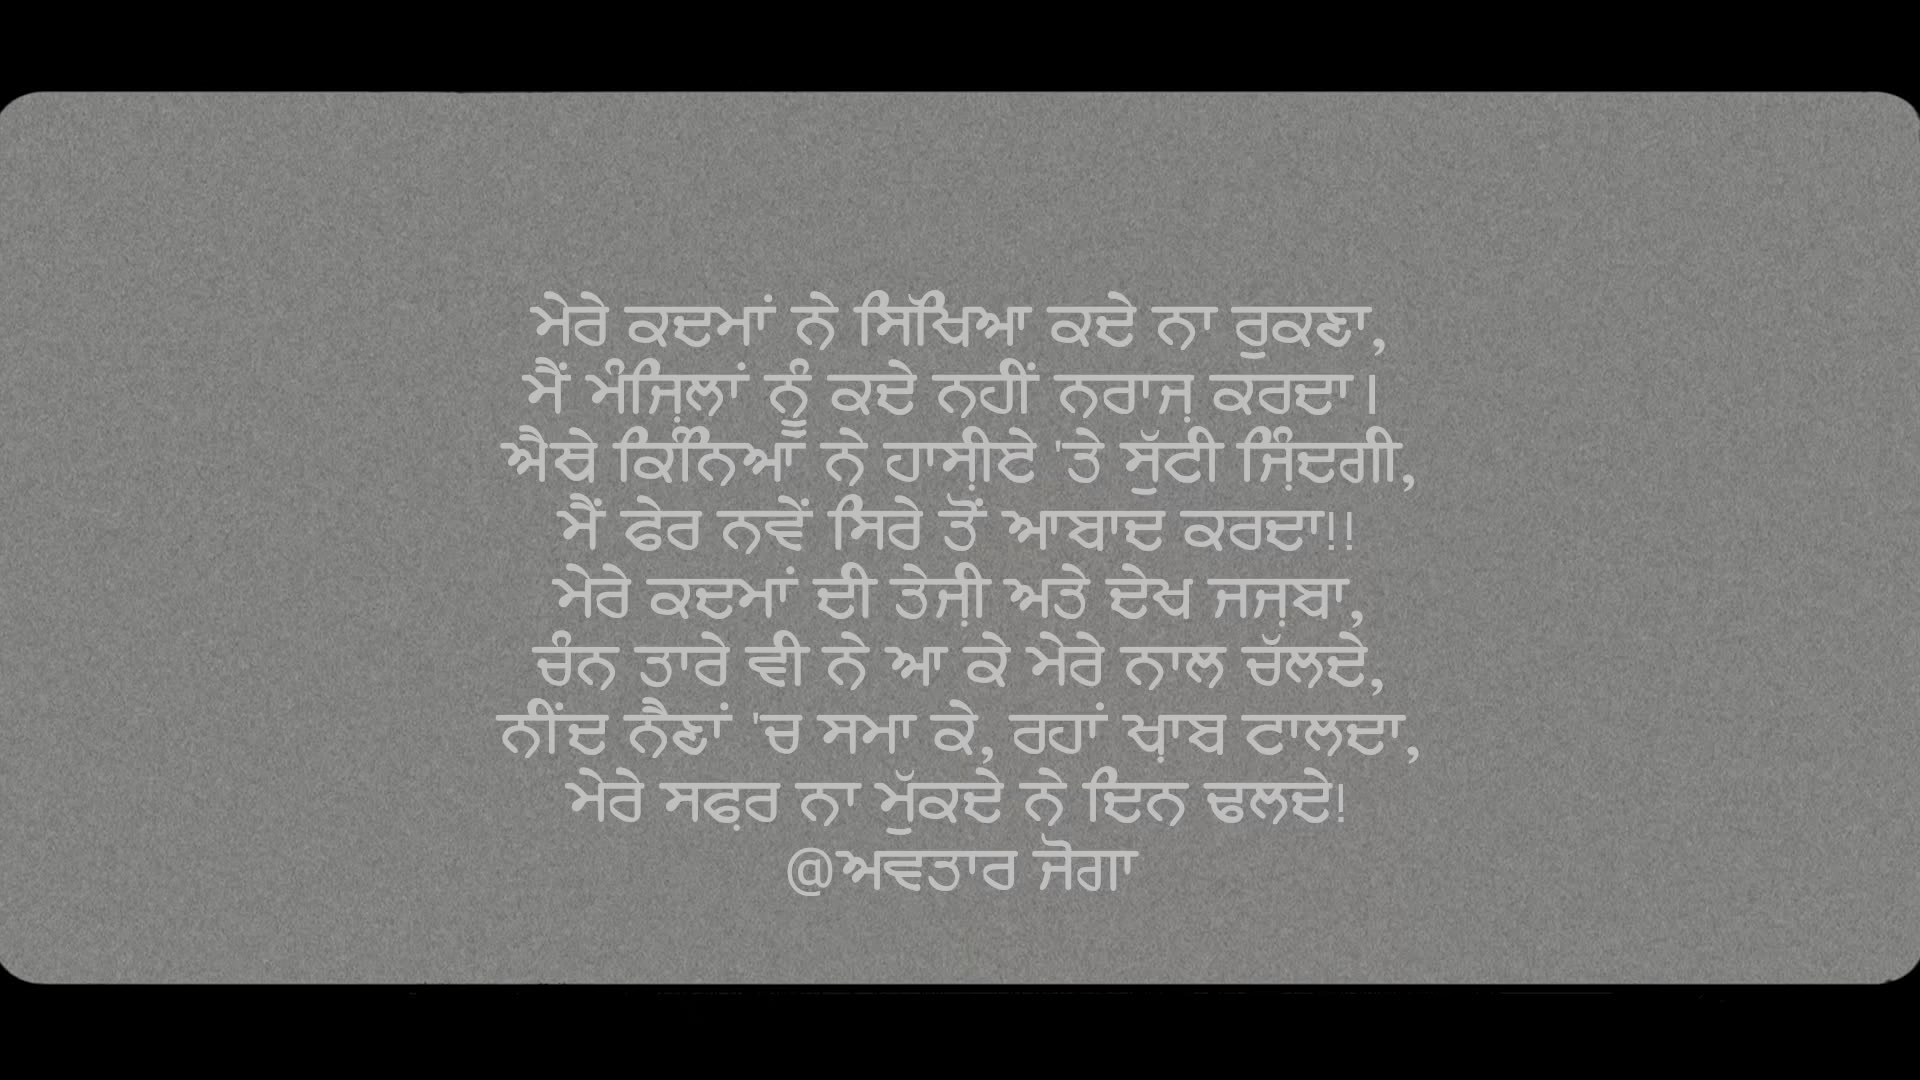 ਮੇਰੇ ਕਦਮਾਂ ਨੇ ਸਿੱਖਿਆ ਕਦੇ ਨਾ ਰੁਕਣਾ,
ਮੈਂ ਮੰਜ਼ਿਲਾਂ ਨੂੰ ਕਦੇ ਨਹੀਂ ਨਰਾਜ਼ ਕਰਦਾ।
ਐਥੇ ਕਿੰਨਿਆਂ ਨੇ ਹਾਸ਼ੀਏ 'ਤੇ ਸੁੱਟੀ ਜ਼ਿੰਦਗੀ,
ਮੈਂ ਫੇਰ ਨਵੇਂ ਸਿਰੇ ਤੋਂ ਆਬਾਦ ਕਰਦਾ!!
ਮੇਰੇ ਕਦਮਾਂ ਦੀ ਤੇਜ਼ੀ ਅਤੇ ਦੇਖ ਜਜ਼ਬਾ,
ਚੰਨ ਤਾਰੇ ਵੀ ਨੇ ਆ ਕੇ ਮੇਰੇ ਨਾਲ ਚੱਲਦੇ,
ਨੀਂਦ ਨੈਣਾਂ 'ਚ ਸਮਾ ਕੇ, ਰਹਾਂ ਖ਼ਾਬ ਟਾਲਦਾ,
ਮੇਰੇ ਸਫ਼ਰ ਨਾ ਮੁੱਕਦੇ ਨੇ ਦਿਨ ਢਲਦੇ!
@ਅਵਤਾਰ ਜੋਗਾ